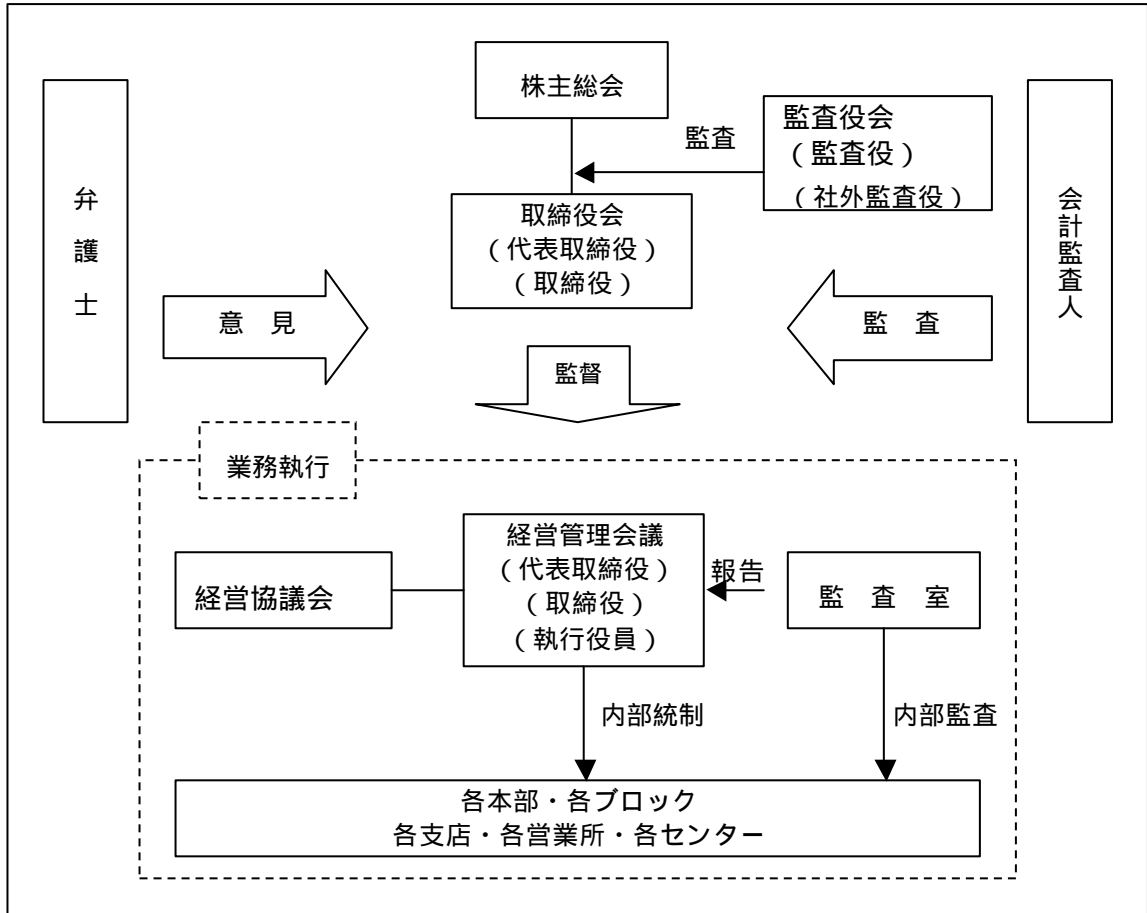 株主総会
監査役会
（監査役）
（社外監査役）
監査
弁護士
会計監査人
取締役会
（代表取締役）
（取締役）
意　見
監　査
監督
業務執行
経営管理会議
（代表取締役）
（取締役）
（執行役員）
経営協議会
報告
監　査　室
内部統制
内部監査
各本部・各ブロック
各支店・各営業所・各センター